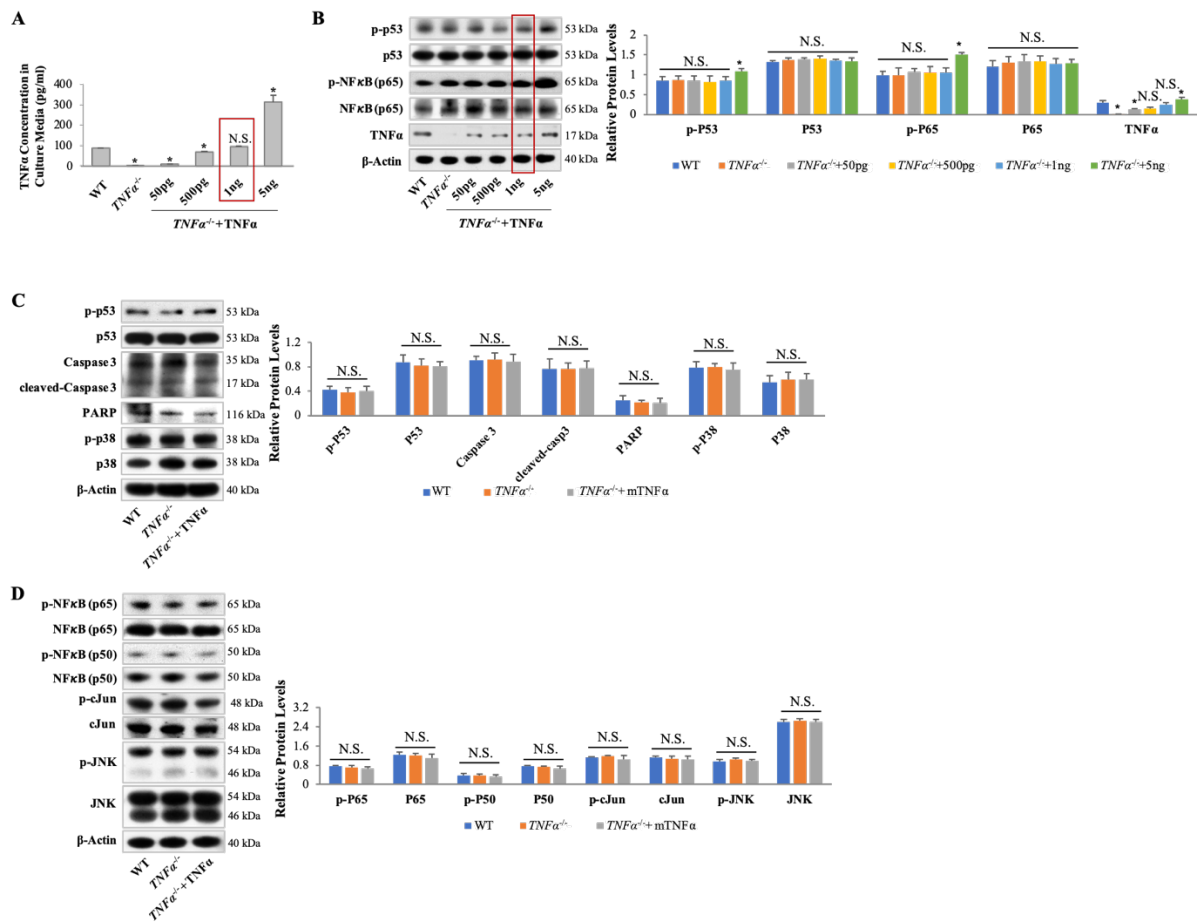 A
TNFα Concentration in
Culture Media (pg/ml)
400
300
200
100
0
*
*
*
N.S.
*
WT
TNFα-/-
50pg
500pg
1ng
5ng
TNFα-/-+TNFα
B
p-p53
53 kDa
p53
53 kDa
p-NFκB (p65)
65 kDa
NFκB (p65)
65 kDa
TNFα
17 kDa
β-Actin
40 kDa
WT
TNFα-/-
50pg
500pg
1ng
5ng
TNFα-/-+TNFα
Relative Protein Levels
2
1.5
1
0.5
0
N.S.
*
N.S.
N.S.
*
N.S.
*
*
N.S.
N.S.
*
p-P53
P53
p-P65
P65
TNFα
WT
TNFα-/-
TNFα-/-+50pg
TNFα-/-+500pg
TNFα-/-+1ng
TNFα-/-+5ng
C
p-p53
53 kDa
p53
53 kDa
Caspase 3
35 kDa
cleaved-Caspase 3
17 kDa
PARP
116 kDa
p-p38
38 kDa
p38
38 kDa
β-Actin
40 kDa
WT
TNFα-/-
TNFα-/-+TNFα
Relative Protein Levels
1.2
0.8
0.4
0
N.S.
N.S.
N.S.
N.S.
N.S.
N.S.
N.S.
p-P53
P53
Caspase 3
cleaved-casp3
PARP
p-P38
P38
WT
TNFα-/-
TNFα-/-+ mTNFα
D
p-NFκB (p65)
65 kDa
NFκB (p65)
65 kDa
p-NFκB (p50)
50 kDa
NFκB (p50)
50 kDa
p-cJun
48 kDa
cJun
48 kDa
p-JNK
54 kDa
46 kDa
JNK
54 kDa
46 kDa
β-Actin
40 kDa
WT
TNFα-/-
TNFα-/-+TNFα
Relative Protein Levels
3.2
2.4
1.6
0.8
0
N.S.
N.S.
N.S.
N.S.
N.S.
N.S.
N.S.
N.S.
p-P65
P65
p-P50
P50
p-cJun
cJun
p-JNK
JNK
WT
TNFα-/-
TNFα-/-+ mTNFα